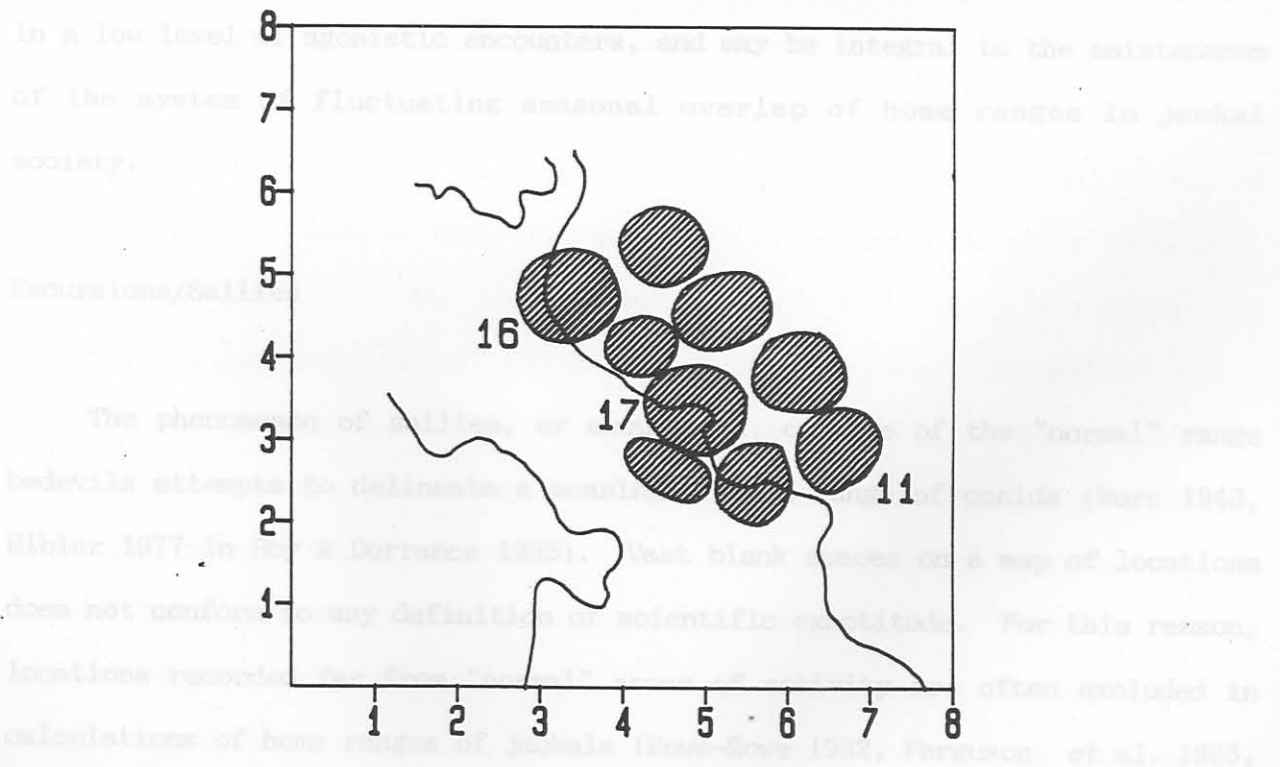 8
in a low level of agonistic encounters, and may be integral to the maintenance
7
of the system of fluctuating seasonal overlap of home ranges in jackal
society.
6
5
Excursions/Sallies
16
4
The phenomenon of sallies, or outside of the "normal" range
17
3
bedevils attempts to delineate a meaningful range of canids (Burt 1943,
11
2
Hibler 1977 in Roy & Dorrance 1985). Vast blank spaces on a map of locations
1
does not conform to any definition of scientific exactitude. For this reason,
locations recorded far from "normal" areas of activity are often excluded in
1 2 3 4 5 6 7 8
calculations of home ranges of jackals (Rowe-Rowe 1982, Ferguson et al. 1983,